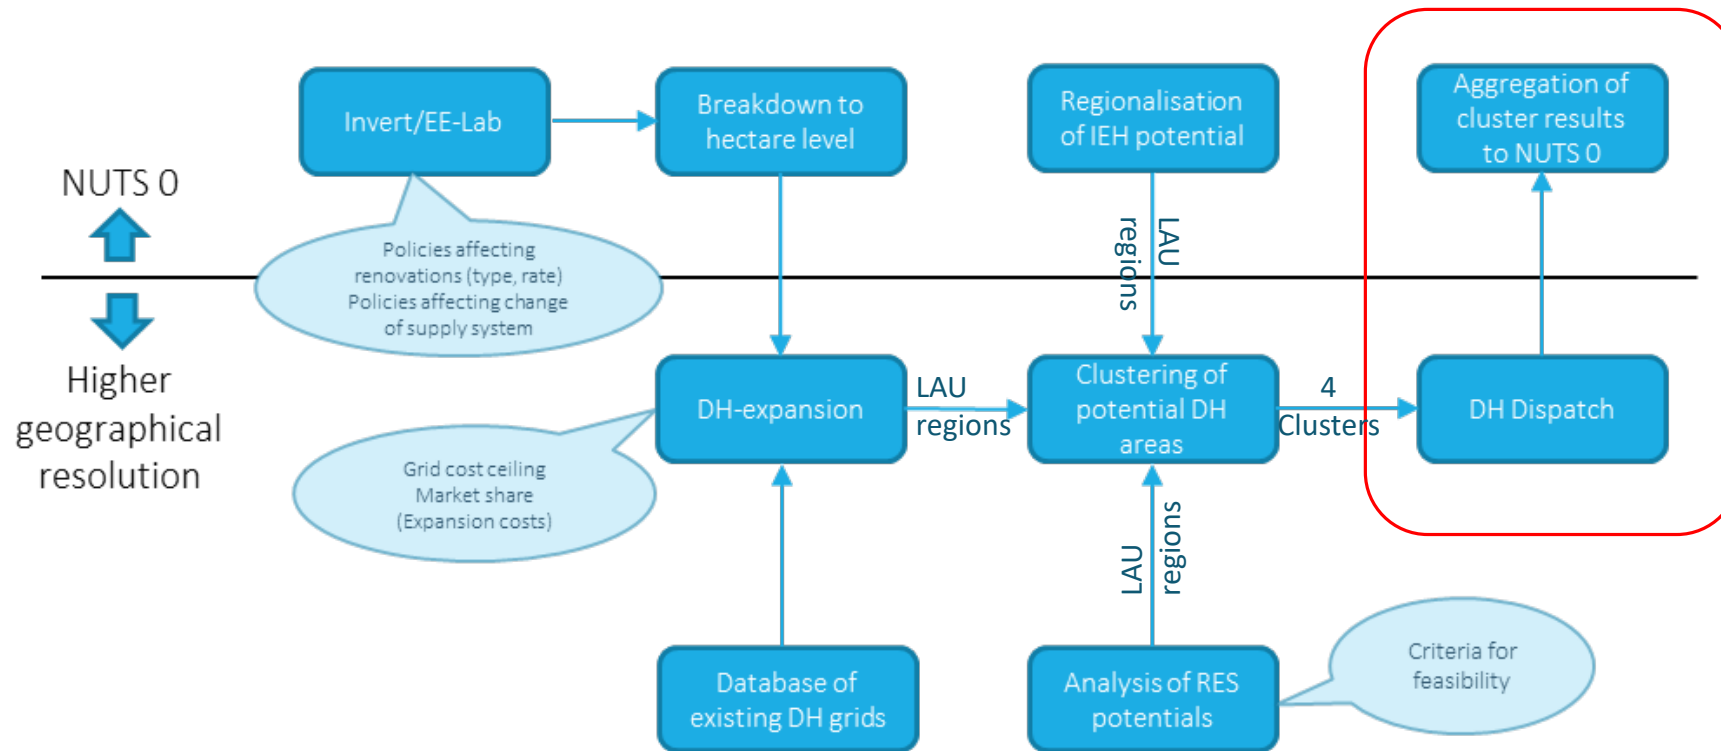 Invert/EE-Lab
Breakdown to
hectare level
Regionalisation
of IEH potential
Aggregation of
cluster results
to NUTS 0
NUTS 0
Policies affecting
renovations (type, rate)
Policies affecting change
of supply system
LAU
regions
Higher
geographical
resolution
DH-expansion
LAU
regions
Clustering of
potential DH
areas
4
Clusters
DH Dispatch
Grid cost ceiling
Market share
(Expansion costs)
LAU
regions
Database of
existing DH grids
Analysis of RES
potentials
Criteria for
feasibility